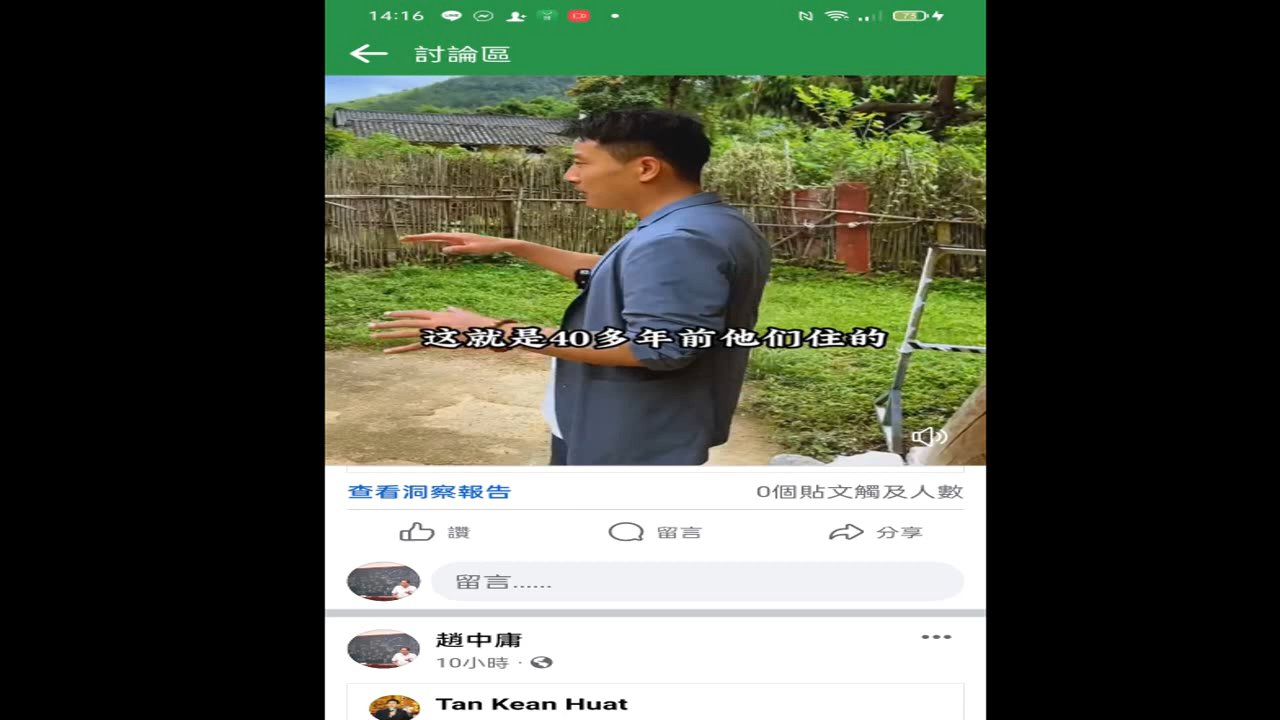 14:16
73
討論區
这就是40多年前他们住的
查看洞察報告
0個貼文觸及人數
讚
留言
分享
留言......
趙中庸
10小時 ·
Tan Kean Huat